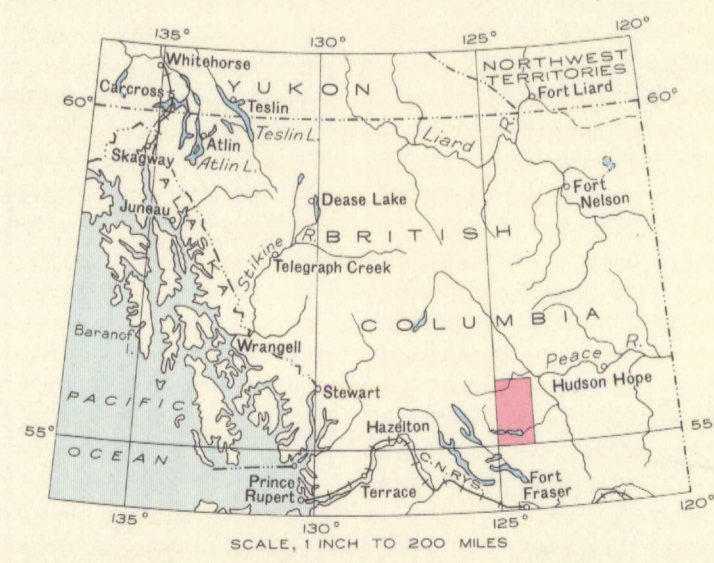 135° 130° 125° 120°
Whitehorse
YUKON
NORTHWEST
TERRITORIES
Carcross
Teslin
Fort Liard
60° 60°
Teslin L.
Liard R.
Atlin
Skagway
Atlin L.
Fort
Nelson
Juneau
Dease Lake
ALASKA
BRITISH
Stikine R.
Telegraph Creek
COLUMBIA
Baranof
I.
Wrangell
Peace R.
Hudson Hope
PACIFIC
Stewart
55° 55
Hazelton
OCEAN
C.N.RYS.
Prince
Rupert
Terrace
Fort
Fraser
135° 130° 125° 120°
SCALE, 1 INCH TO 200 MILES